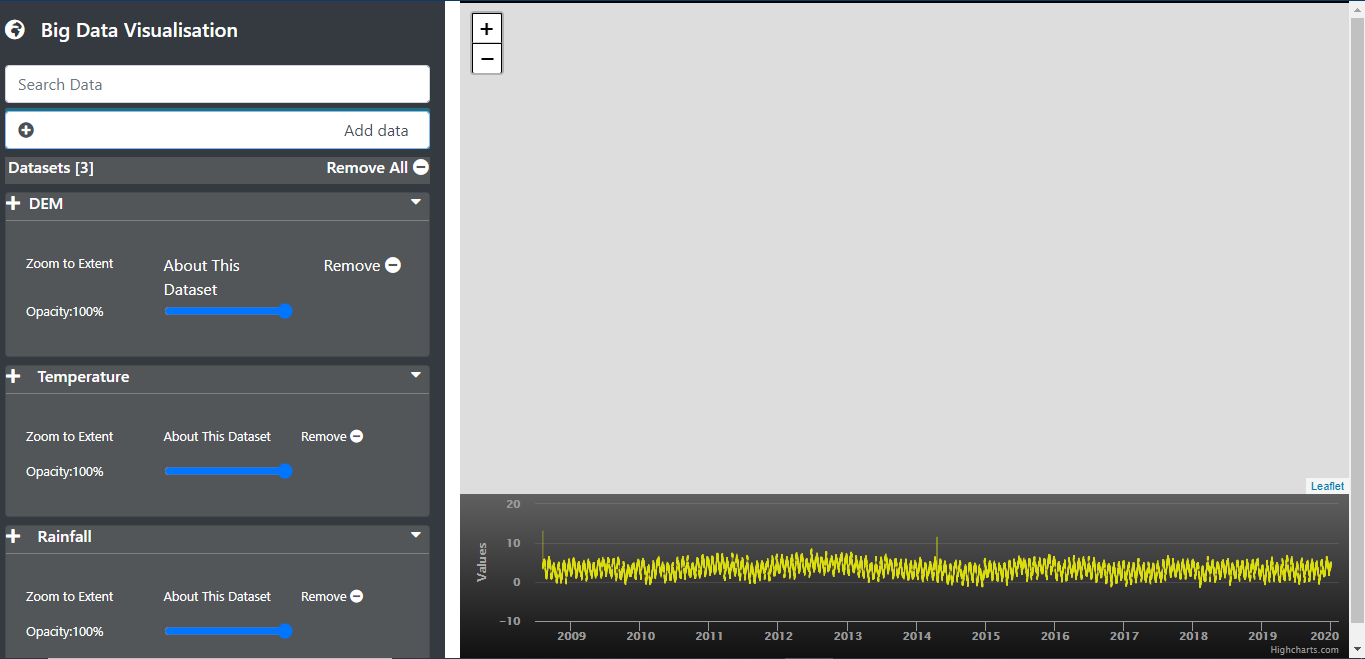 Big Data Visualisation
Search Data
Add data
Datasets [3] Remove All
DEM
Zoom to Extent About This Dataset Remove
Opacity:100%
Temperature
Zoom to Extent About This Dataset Remove
Opacity:100%
Rainfall
Zoom to Extent About This Dataset Remove
Opacity:100%
+
−
Leaflet
Values
20
10
0
-10
2009 2010 2011 2012 2013 2014 2015 2016 2017 2018 2019 2020
Highcharts.com